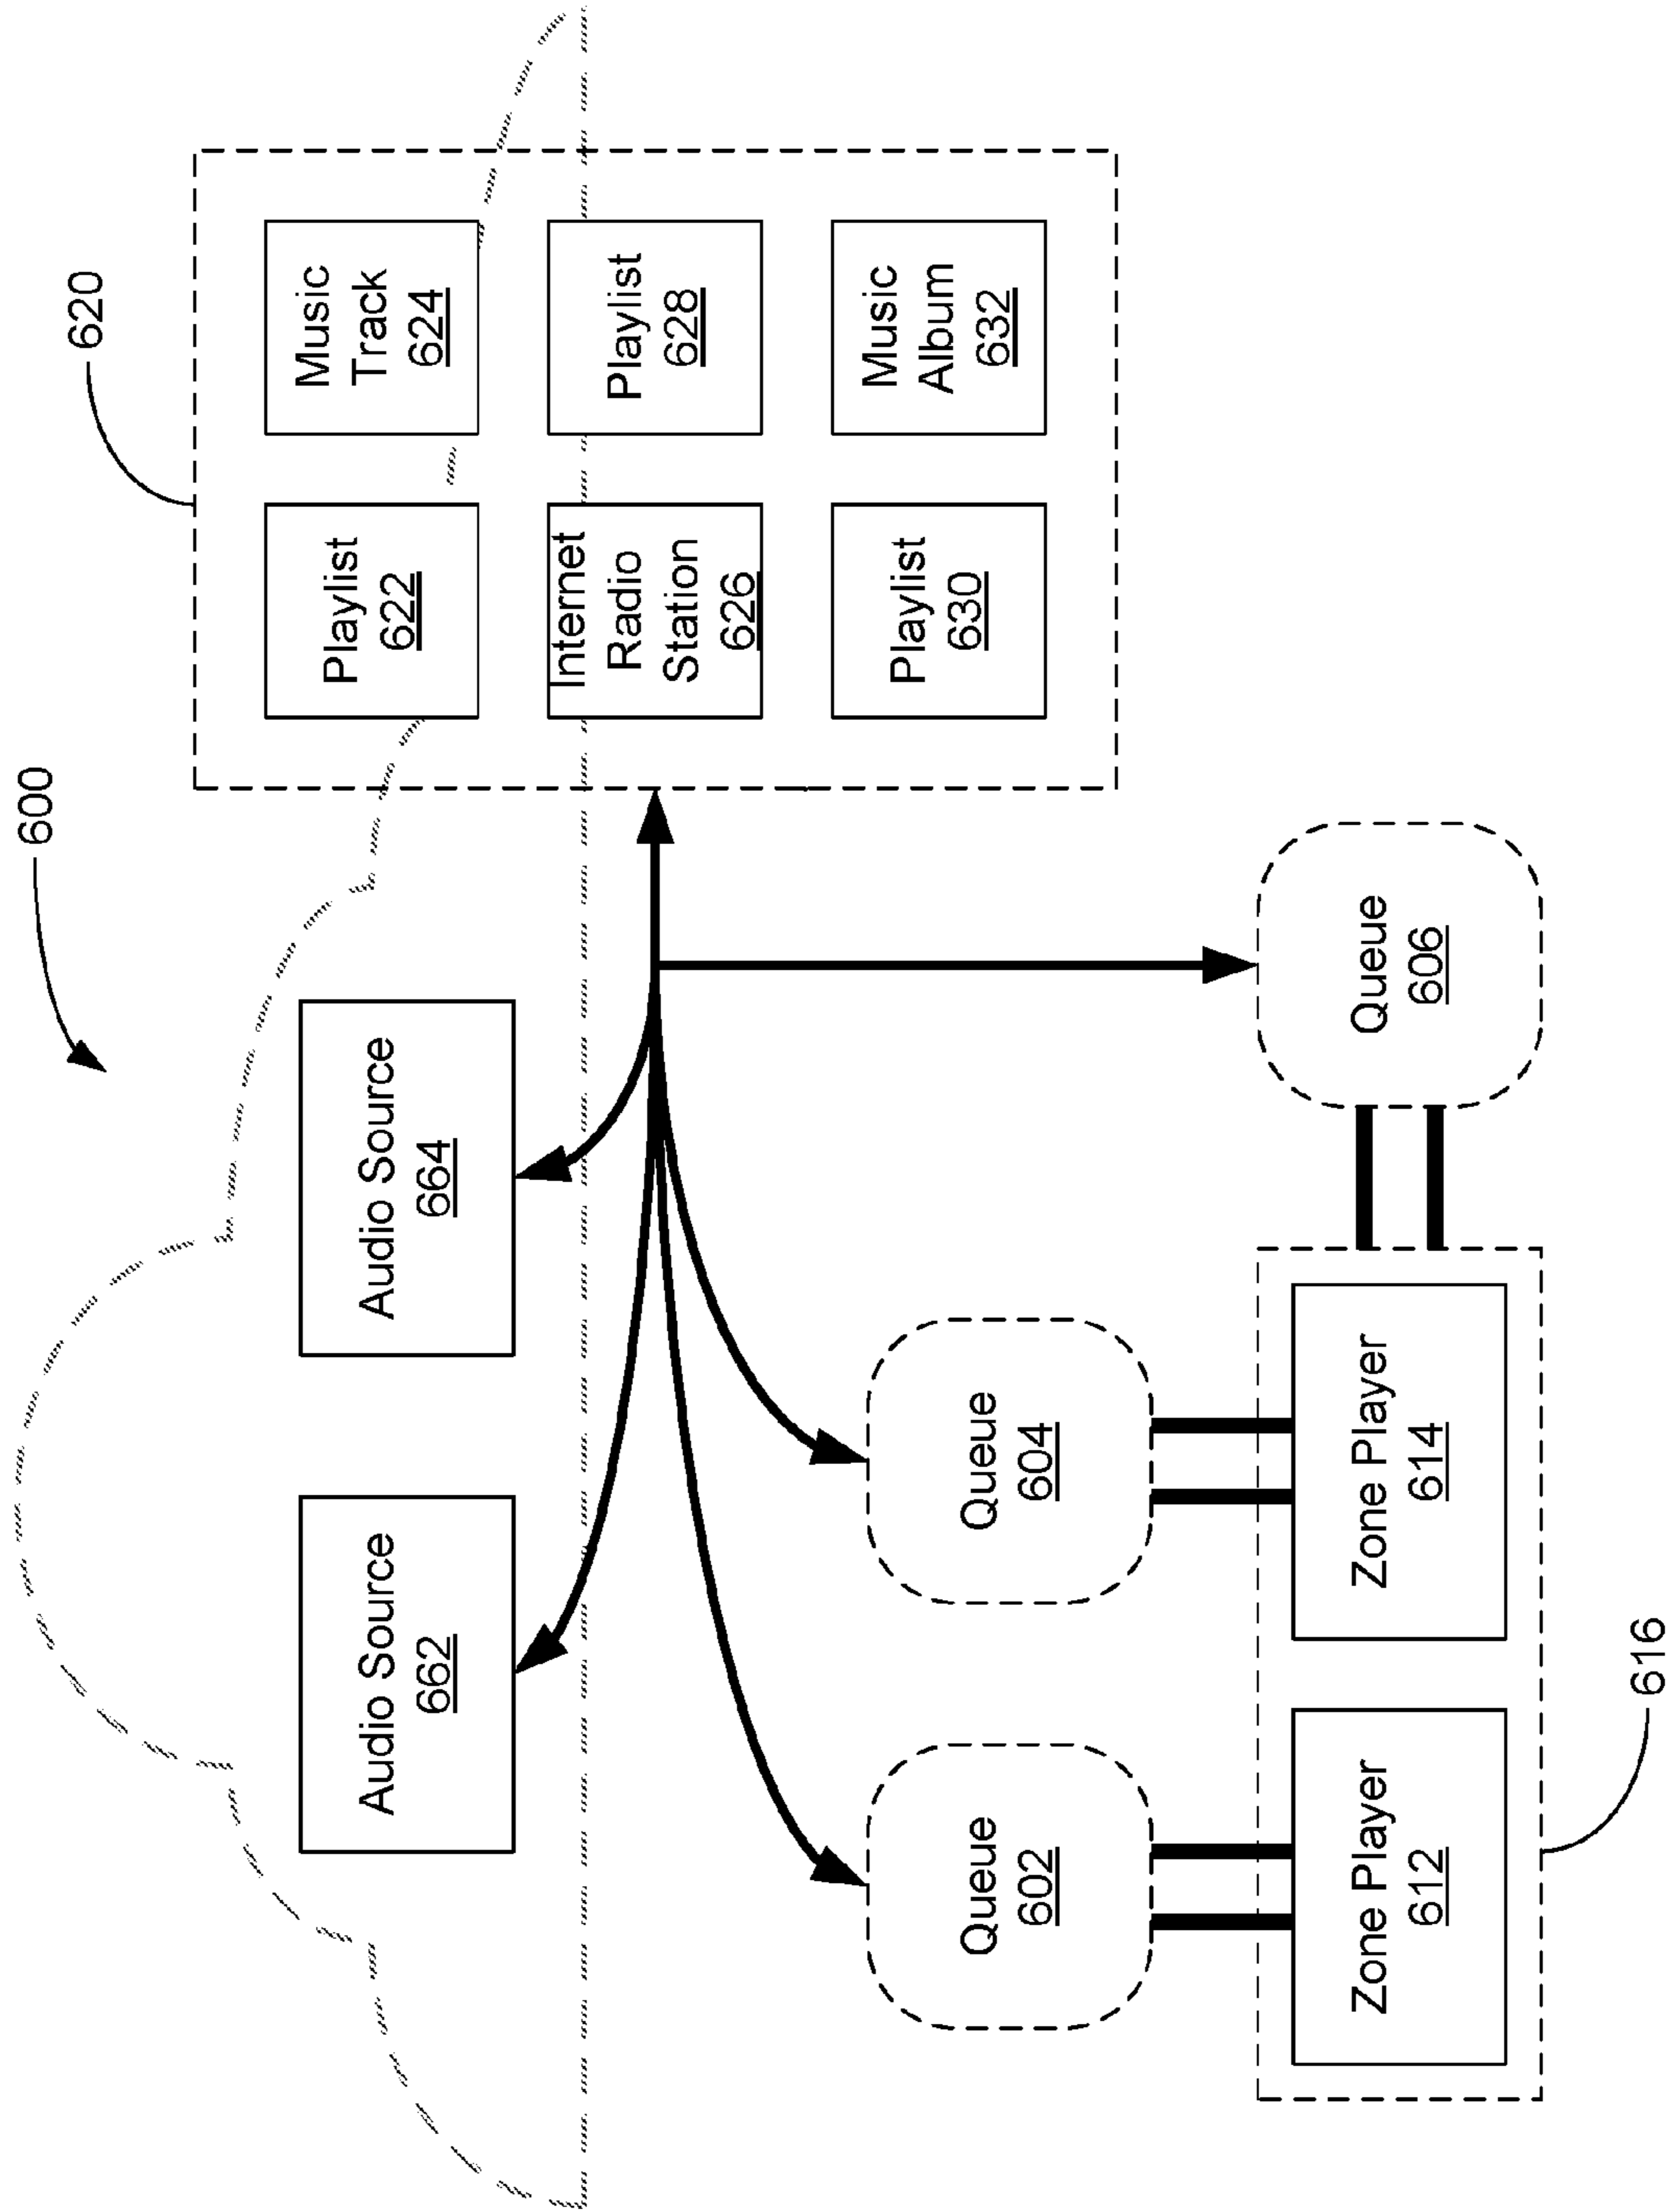 600
620
Audio Source
662
Audio Source
664
Playlist
622
Music
Track
624
Internet
Radio
Station
626
Playlist
628
Playlist
630
Music
Album
632
Queue
602
Queue
604
Queue
606
Zone Player
612
Zone Player
614
616